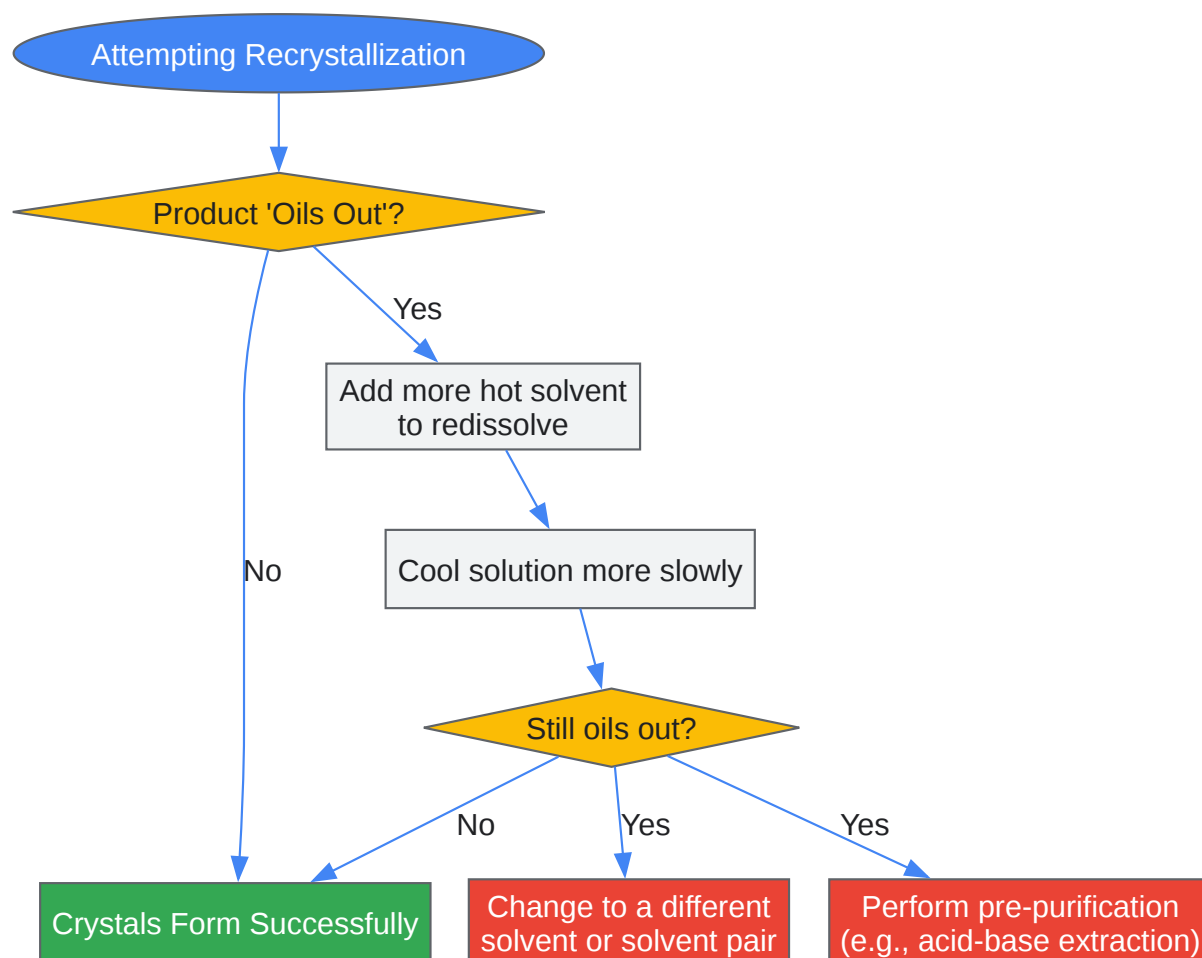 Attempting Recrystallization
Product 'Oils Out'?
Yes
Add more hot solvent
to redissolve
Cool solution more slowly
No
Still oils out?
No
Yes
Yes
Crystals Form Successfully
Change to a different
solvent or solvent pair
Perform pre-purification
(e.g., acid-base extraction)